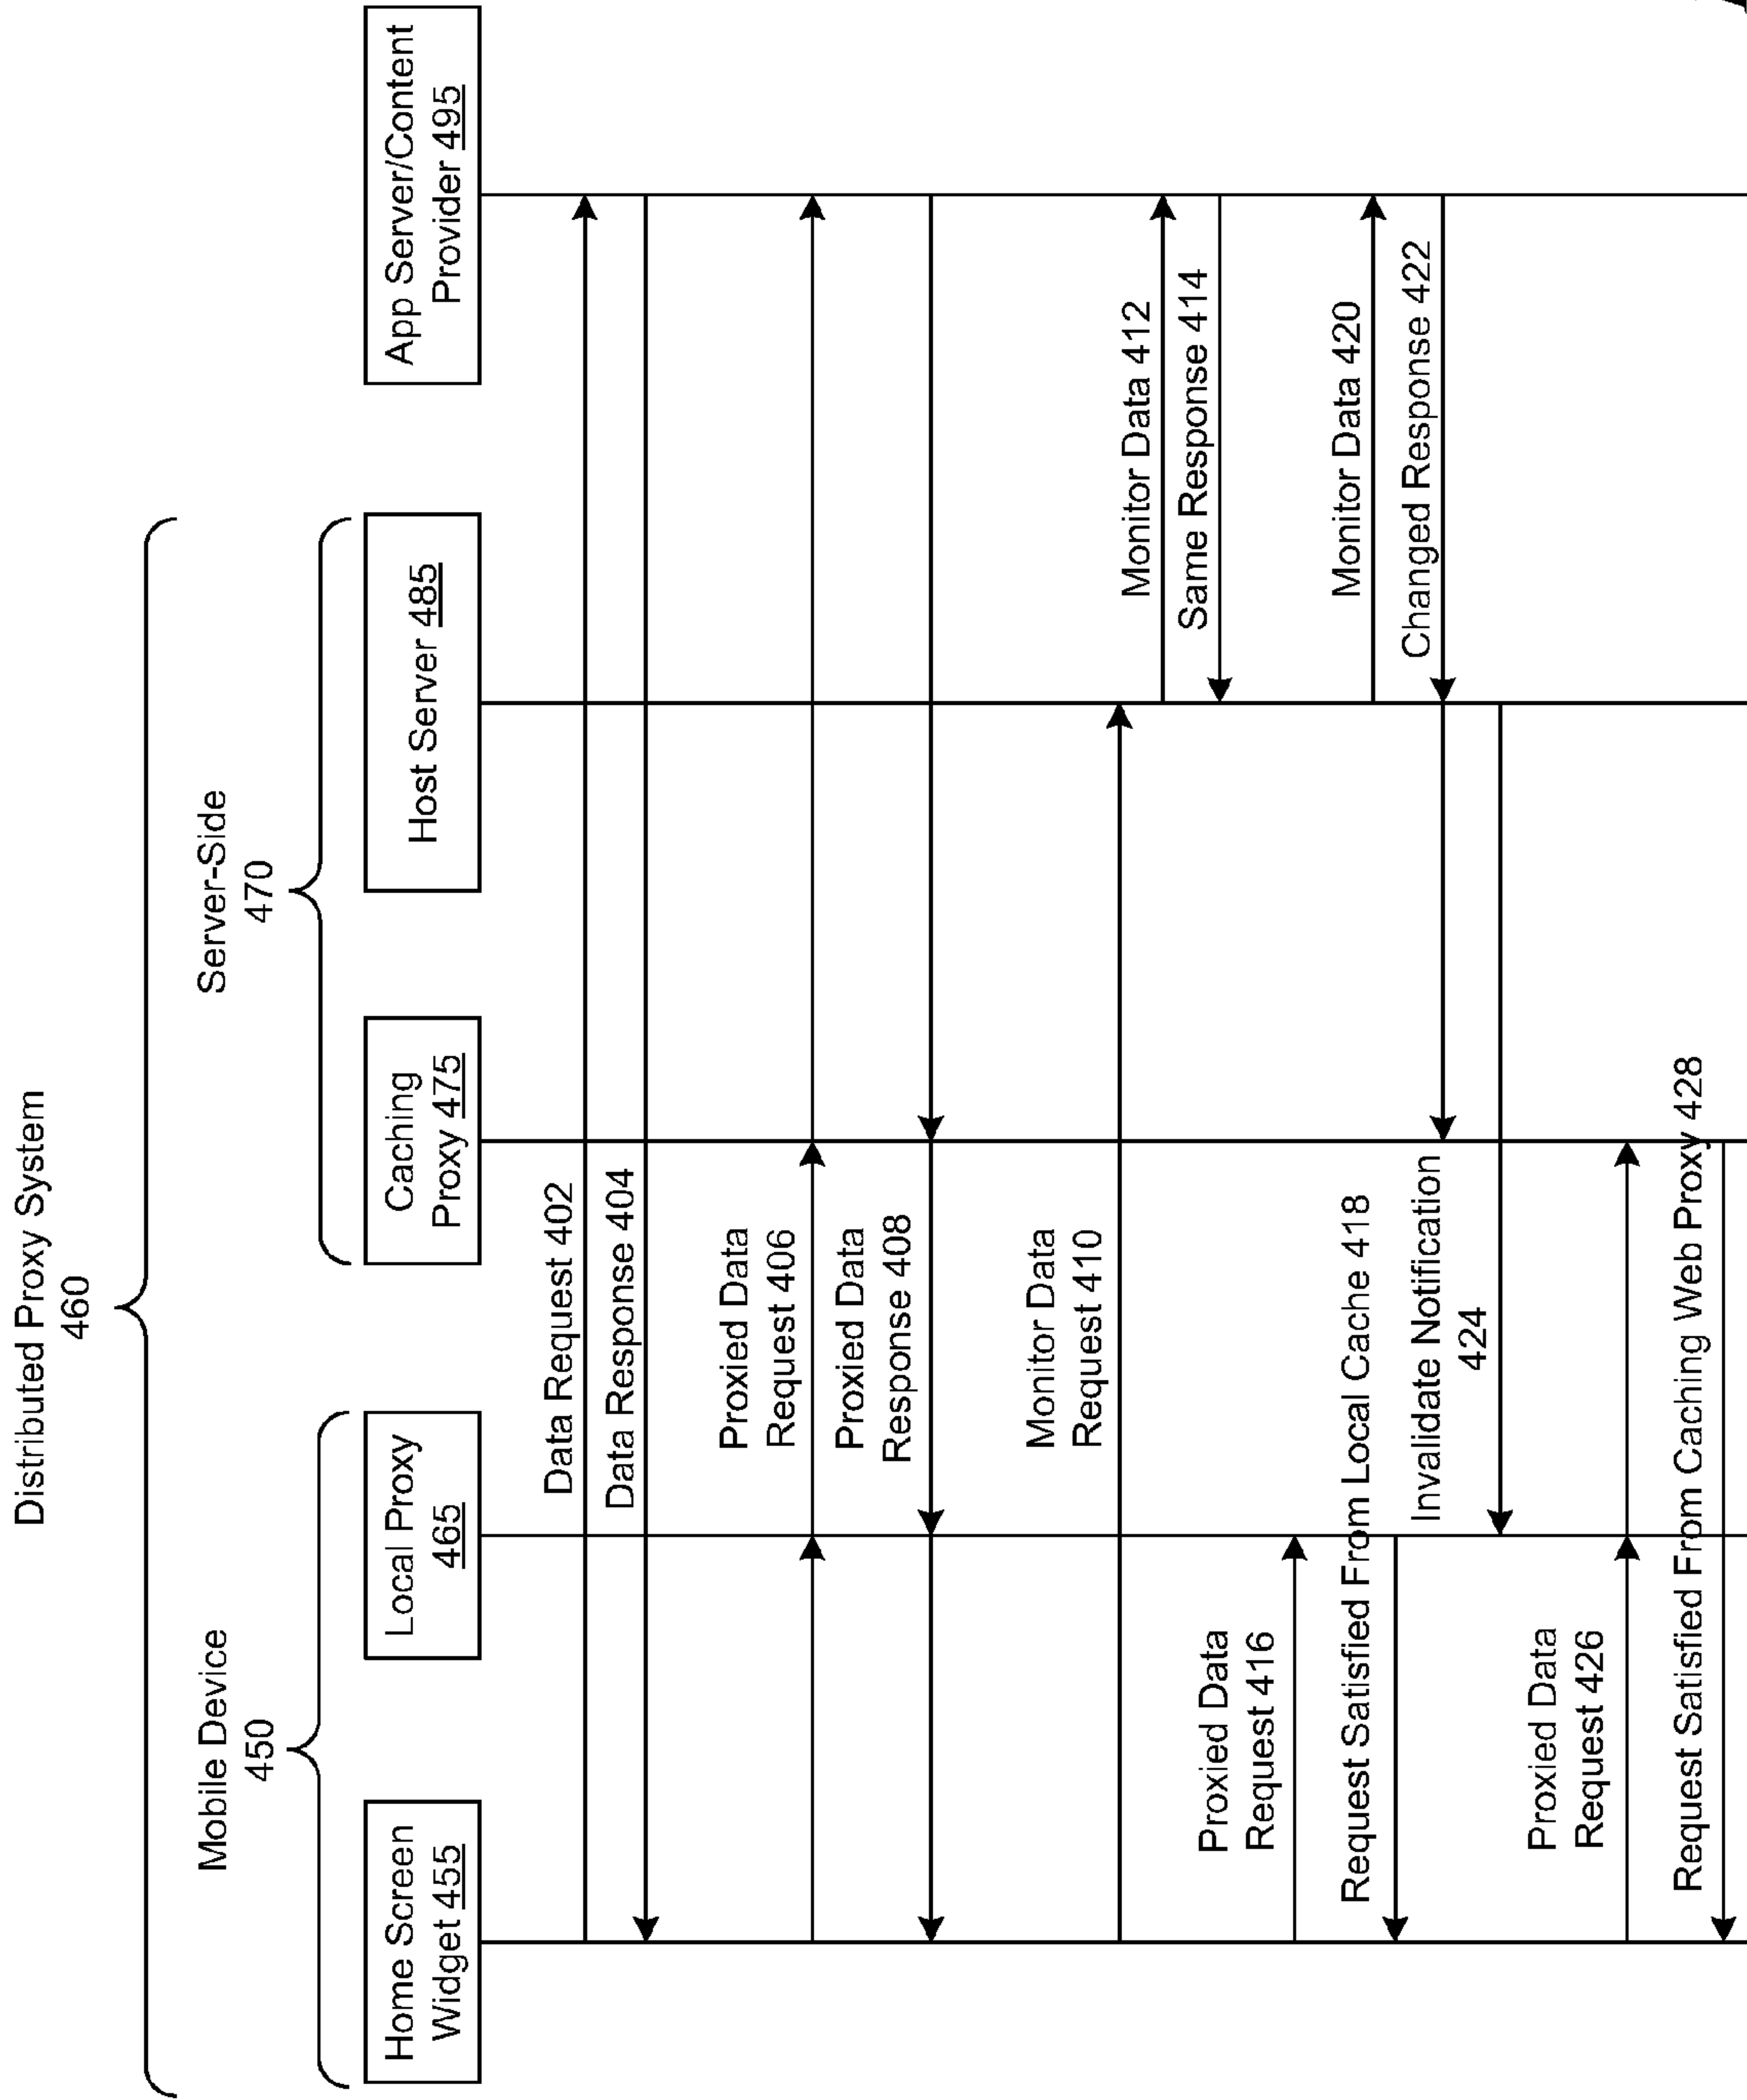 Distributed Proxy System
460
Mobile Device
450
Server-Side
470
Home Screen
Widget 455
Local Proxy
465
Caching
Proxy 475
Host Server 485
App Server/Content
Provider 495
Data Request 402
Data Response 404
Proxied Data
Request 406
Proxied Data
Response 408
Monitor Data
Request 410
Monitor Data 412
Same Response 414
Proxied Data
Request 416
Request Satisfied From Local Cache 418
Monitor Data 420
Changed Response 422
Invalidate Notification
424
Proxied Data
Request 426
Request Satisfied From Caching Web Proxy 428